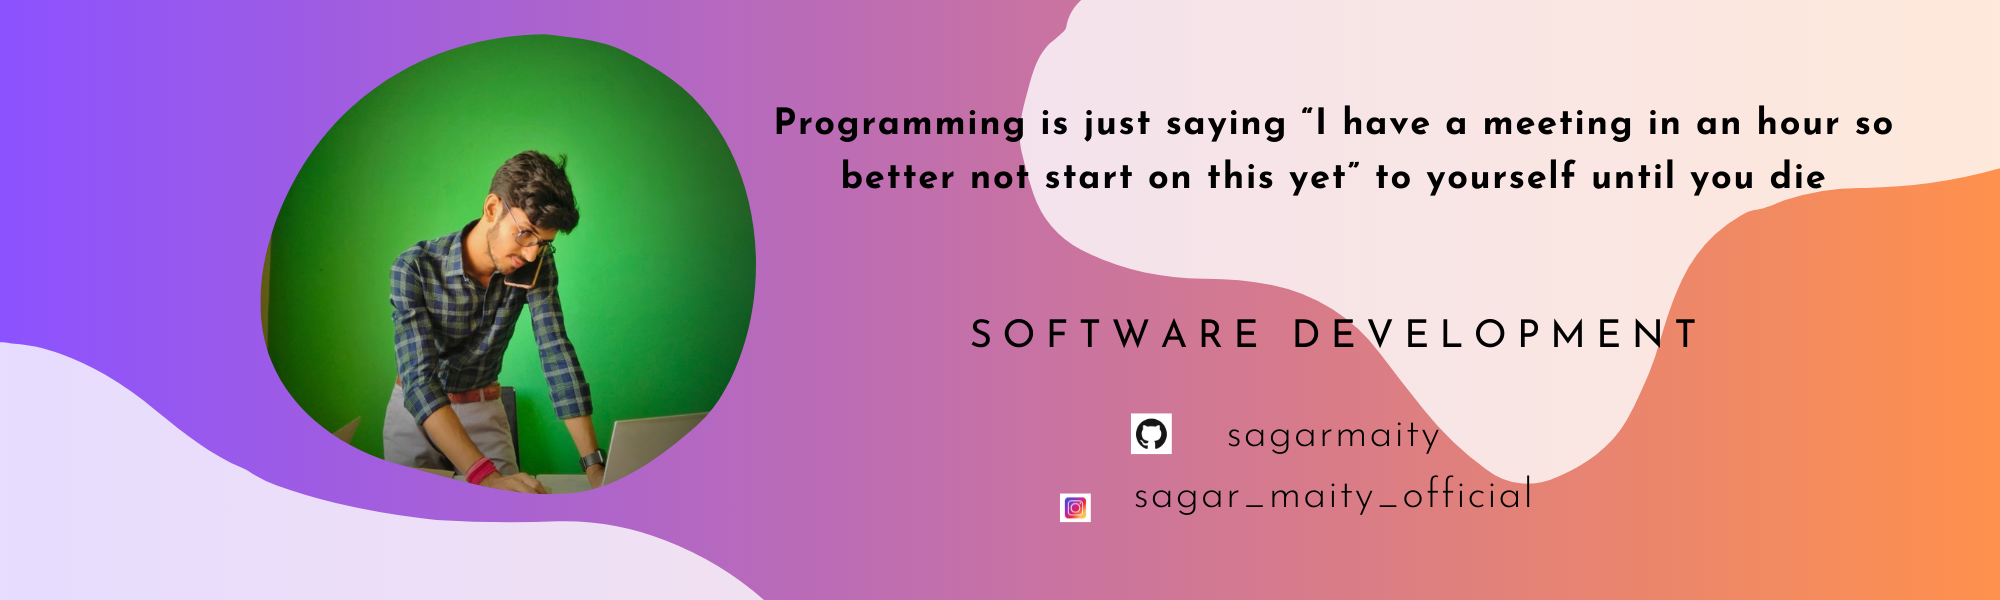 Programming is just saying “I have a meeting in an hour so
better not start on this yet” to yourself until you die
SOFTWARE DEVELOPMENT
sagarmaity
sagar_maity_official